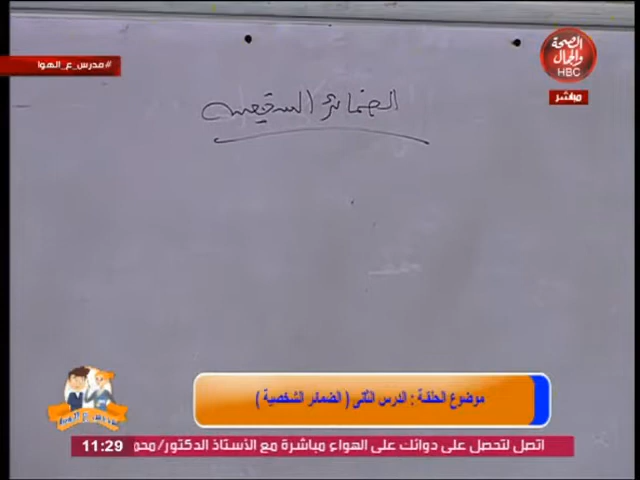 الصحة
والجمال
HBC
#مدرس_ع_الهوا
مباشر
الضمائر الشخصية
موضوع الحلقة : الدرس الثانى ( الضمائر الشخصية )
11:29
اتصل لتحصل على دوائك على الهواء مباشرة مع الأستاذ الدكتور/ محمو